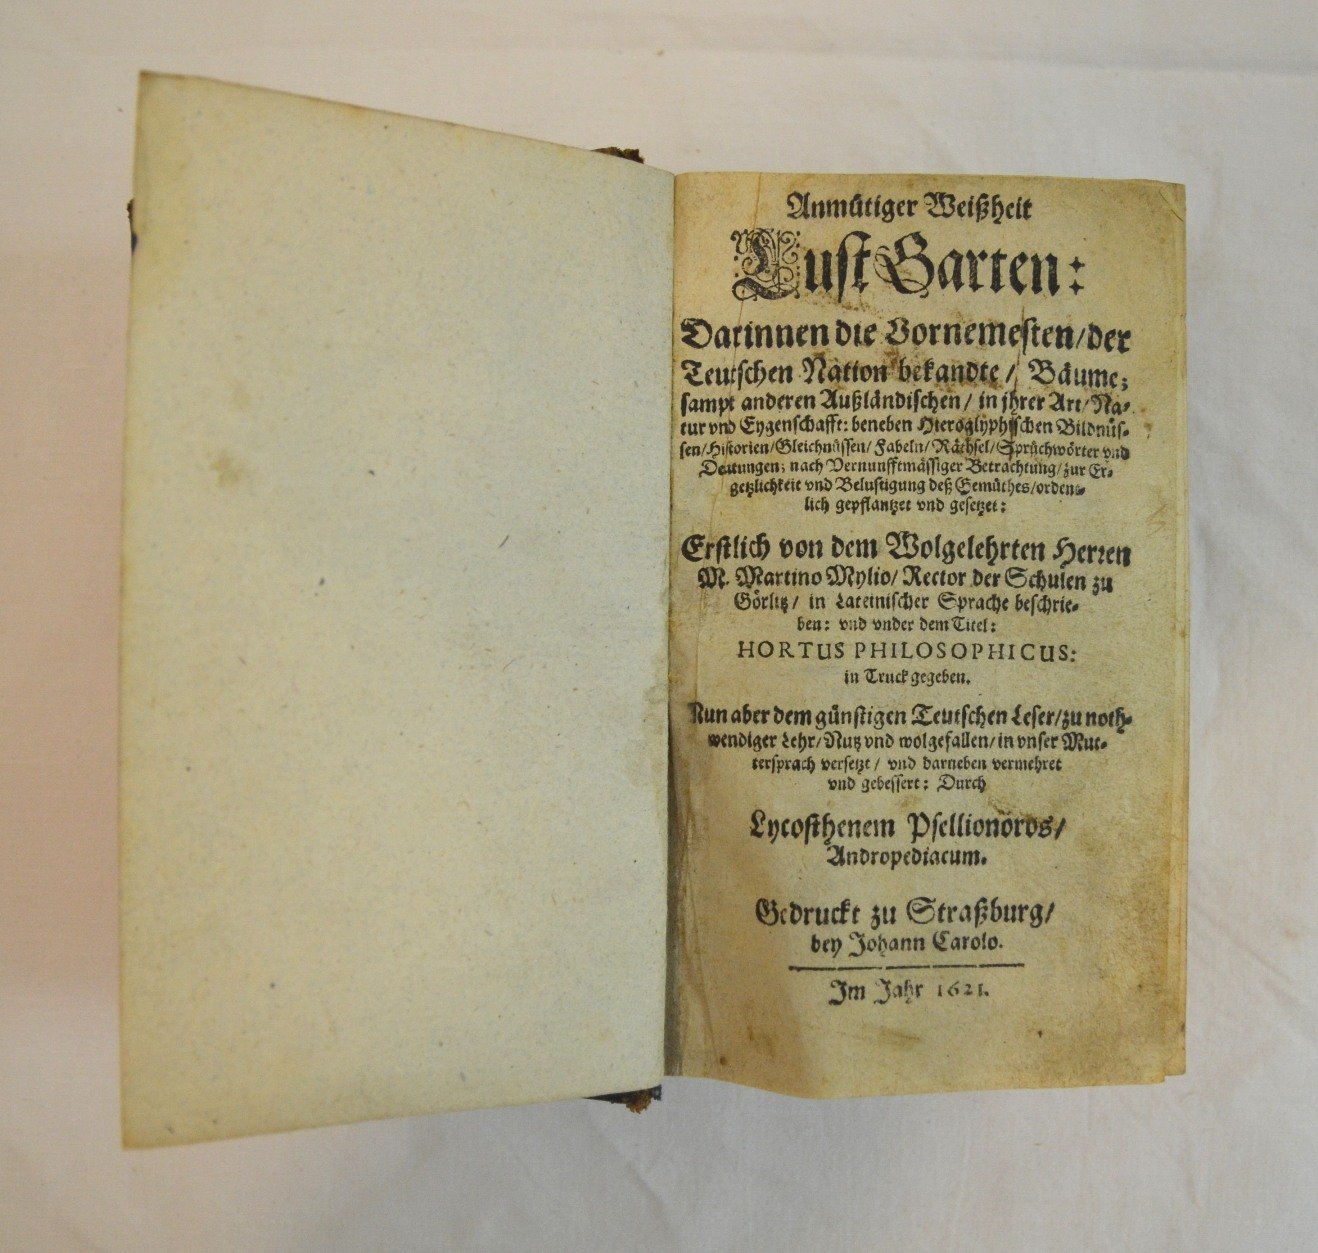 Anmütiger Weißheit
Lust Garten:
Darinnen die Vornemesten/der
Teutschen Nation bekandte/ Bäume;
sampt anderen Außländischen/ in jhrer Art/Na-
tur vnd Eygenschafft: beneben Hieroglyphischen Bildnüs-
sen/Historien/Gleichnüssen/Fabeln/Rätzsel/Sprüchwörter vnd
Deutungen; nach Vernunfftmässiger Betrachtung/zur Er-
getzlichkeit vnd Belustigung deß Gemüthes/ordent-
lich gepflantzet vnd gesetzet:
Erstlich von dem Wolgelehrten Herren
M. Martino Mylio/ Rector der Schulen zu
Görlitz/ in Lateinischer Sprache beschrie-
ben: vnd vnder dem Titel:
HORTUS PHILOSOPHICUS:
in Truck gegeben.
Nun aber dem günstigen Teutschen Leser/zu noth-
wendiger Lehr/Nutz vnd wolgefallen/in vnser Mut-
tersprach versetzt/ vnd darneben vermehret
vnd gebessert: Durch
Lycosthenem Psellionoros/
Andropediacum.
Gedruckt zu Straßburg/
bey Johann Carolo.
Im Jahr 1621.